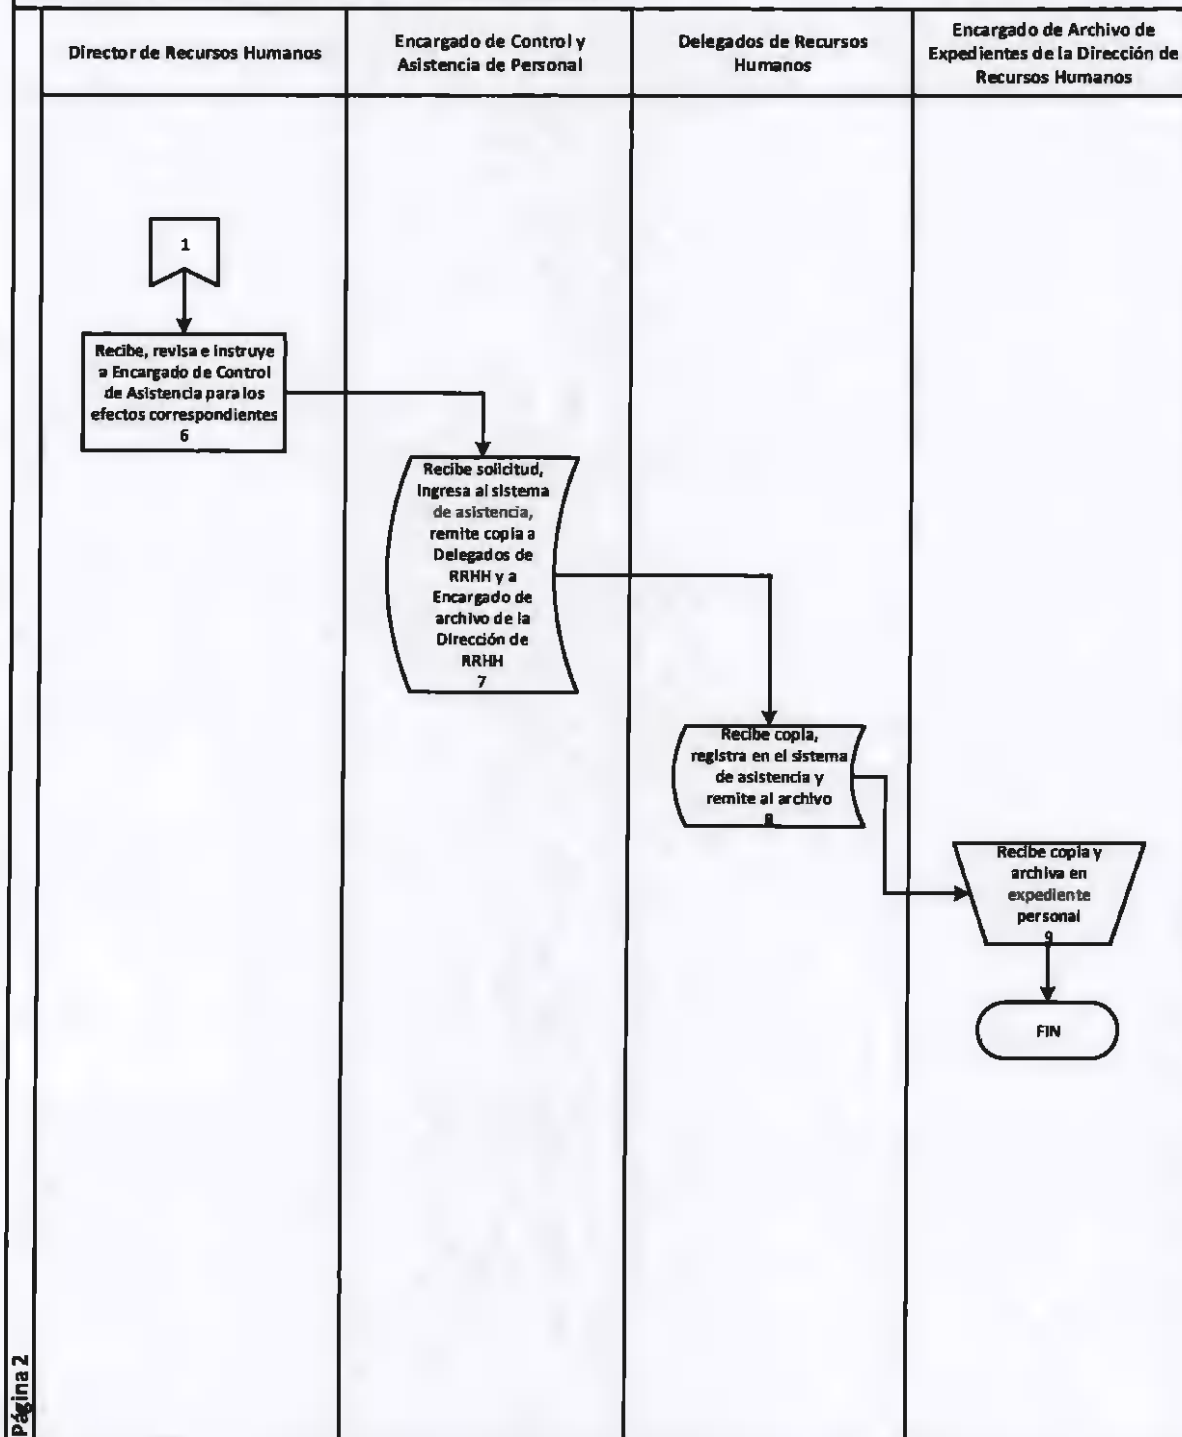 Director de Recursos Humanos
Encargado de Control y
Asistencia de Personal
Delegados de Recursos
Humanos
Encargado de Archivo de
Expedientes de la Dirección de
Recursos Humanos
1
Recibe, revisa e instruye
a Encargado de Control
de Asistencia para los
efectos correspondientes
6
Recibe solicitud,
ingresa al sistema
de asistencia,
remite copia a
Delegados de
RRHH y a
Encargado de
archivo de la
Dirección de
RRHH
7
Recibe copia,
registra en el sistema
de asistencia y
remite al archivo
8
Recibe copia y
archiva en
expediente
personal
9
FIN
Página 2